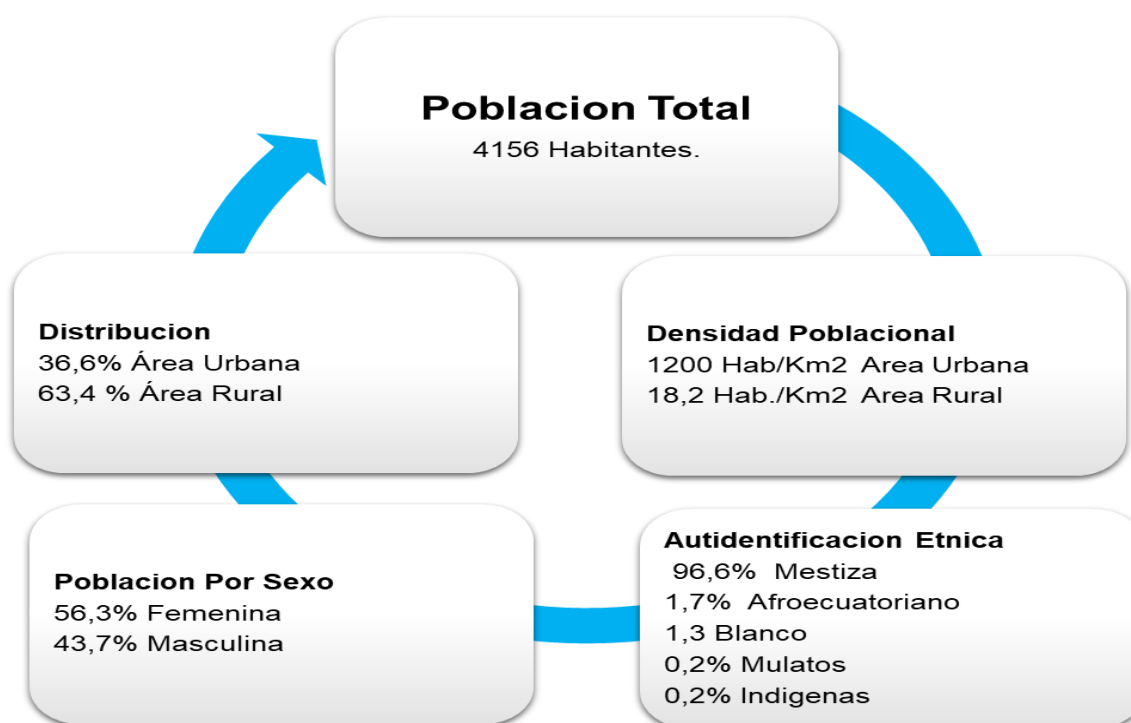 Poblacion Total
4156 Habitantes.
Distribucion
36,6% Área Urbana
63,4 % Área Rural
Densidad Poblacional
1200 Hab/Km2 Area Urbana
18,2 Hab./Km2 Area Rural
Poblacion Por Sexo
56,3% Femenina
43,7% Masculina
Autidentificacion Etnica
96,6% Mestiza
1,7% Afroecuatoriano
1,3 Blanco
0,2% Mulatos
0,2% Indigenas